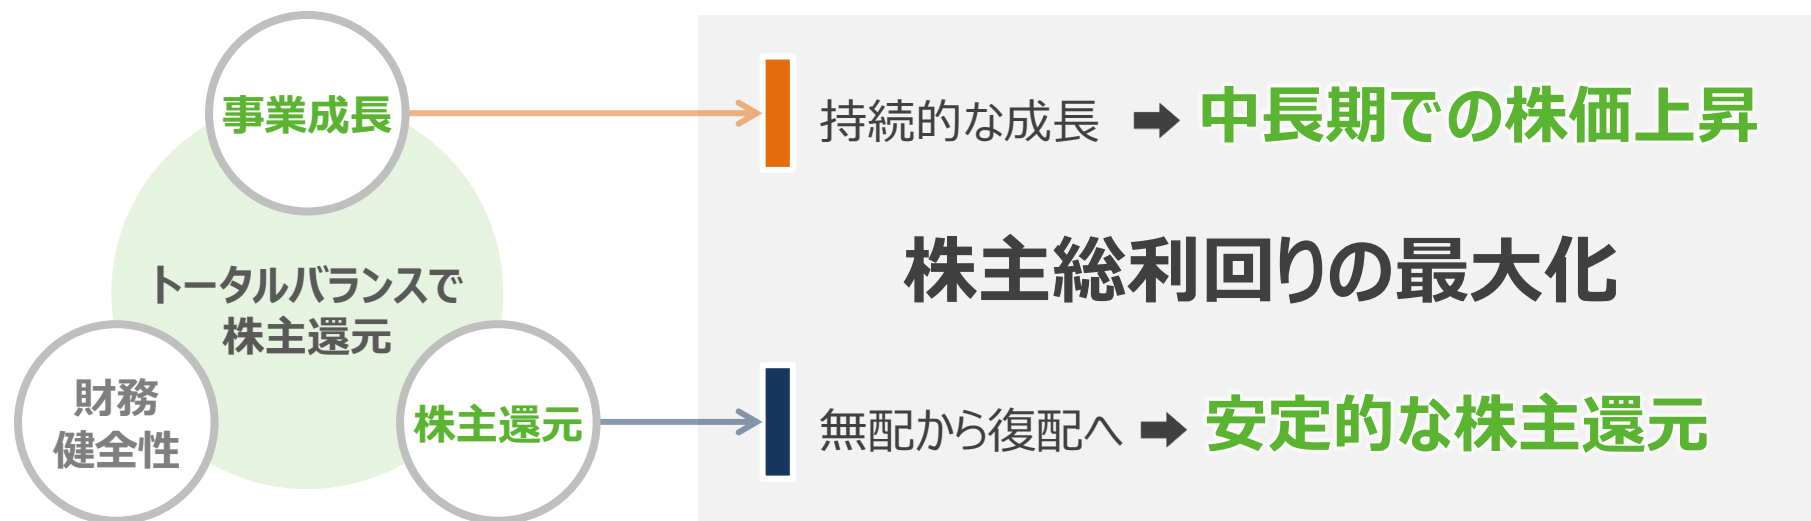 事業成長
トータルバランスで
株主還元
財務
健全性
株主還元
持続的な成長 ➡ 中長期での株価上昇
株主総利回りの最大化
無配から復配へ ➡ 安定的な株主還元